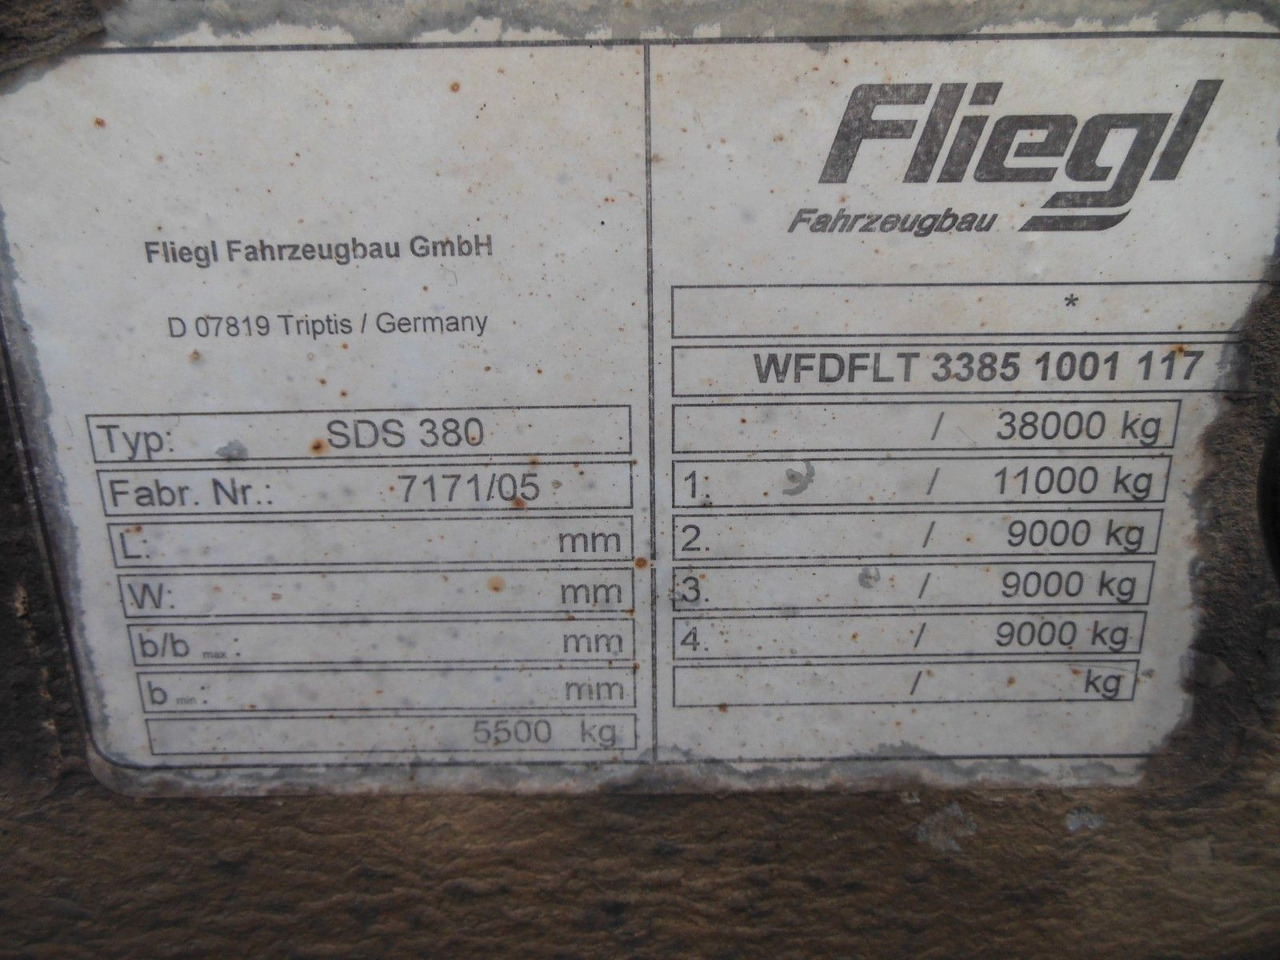 Fliegl Fahrzeugbau GmbH
D 07819 Triptis / Germany
Typ: SDS 380
Fabr. Nr.: 7171/05
L: mm
W: mm
b/b max : mm
b min : mm
5500 kg
Fliegl
Fahrzeugbau
*
WFDFLT 3385 1001 117
/ 38000 kg
1: / 11000 kg
2. / 9000 kg
3. / 9000 kg
4. / 9000 kg
/ kg